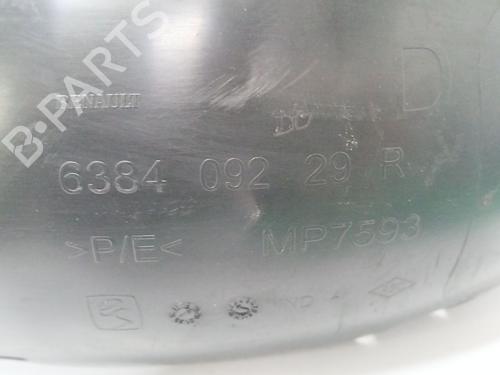 B-PARTS
D
RENAULT
6384 092 29 R
>P/E< MP7593